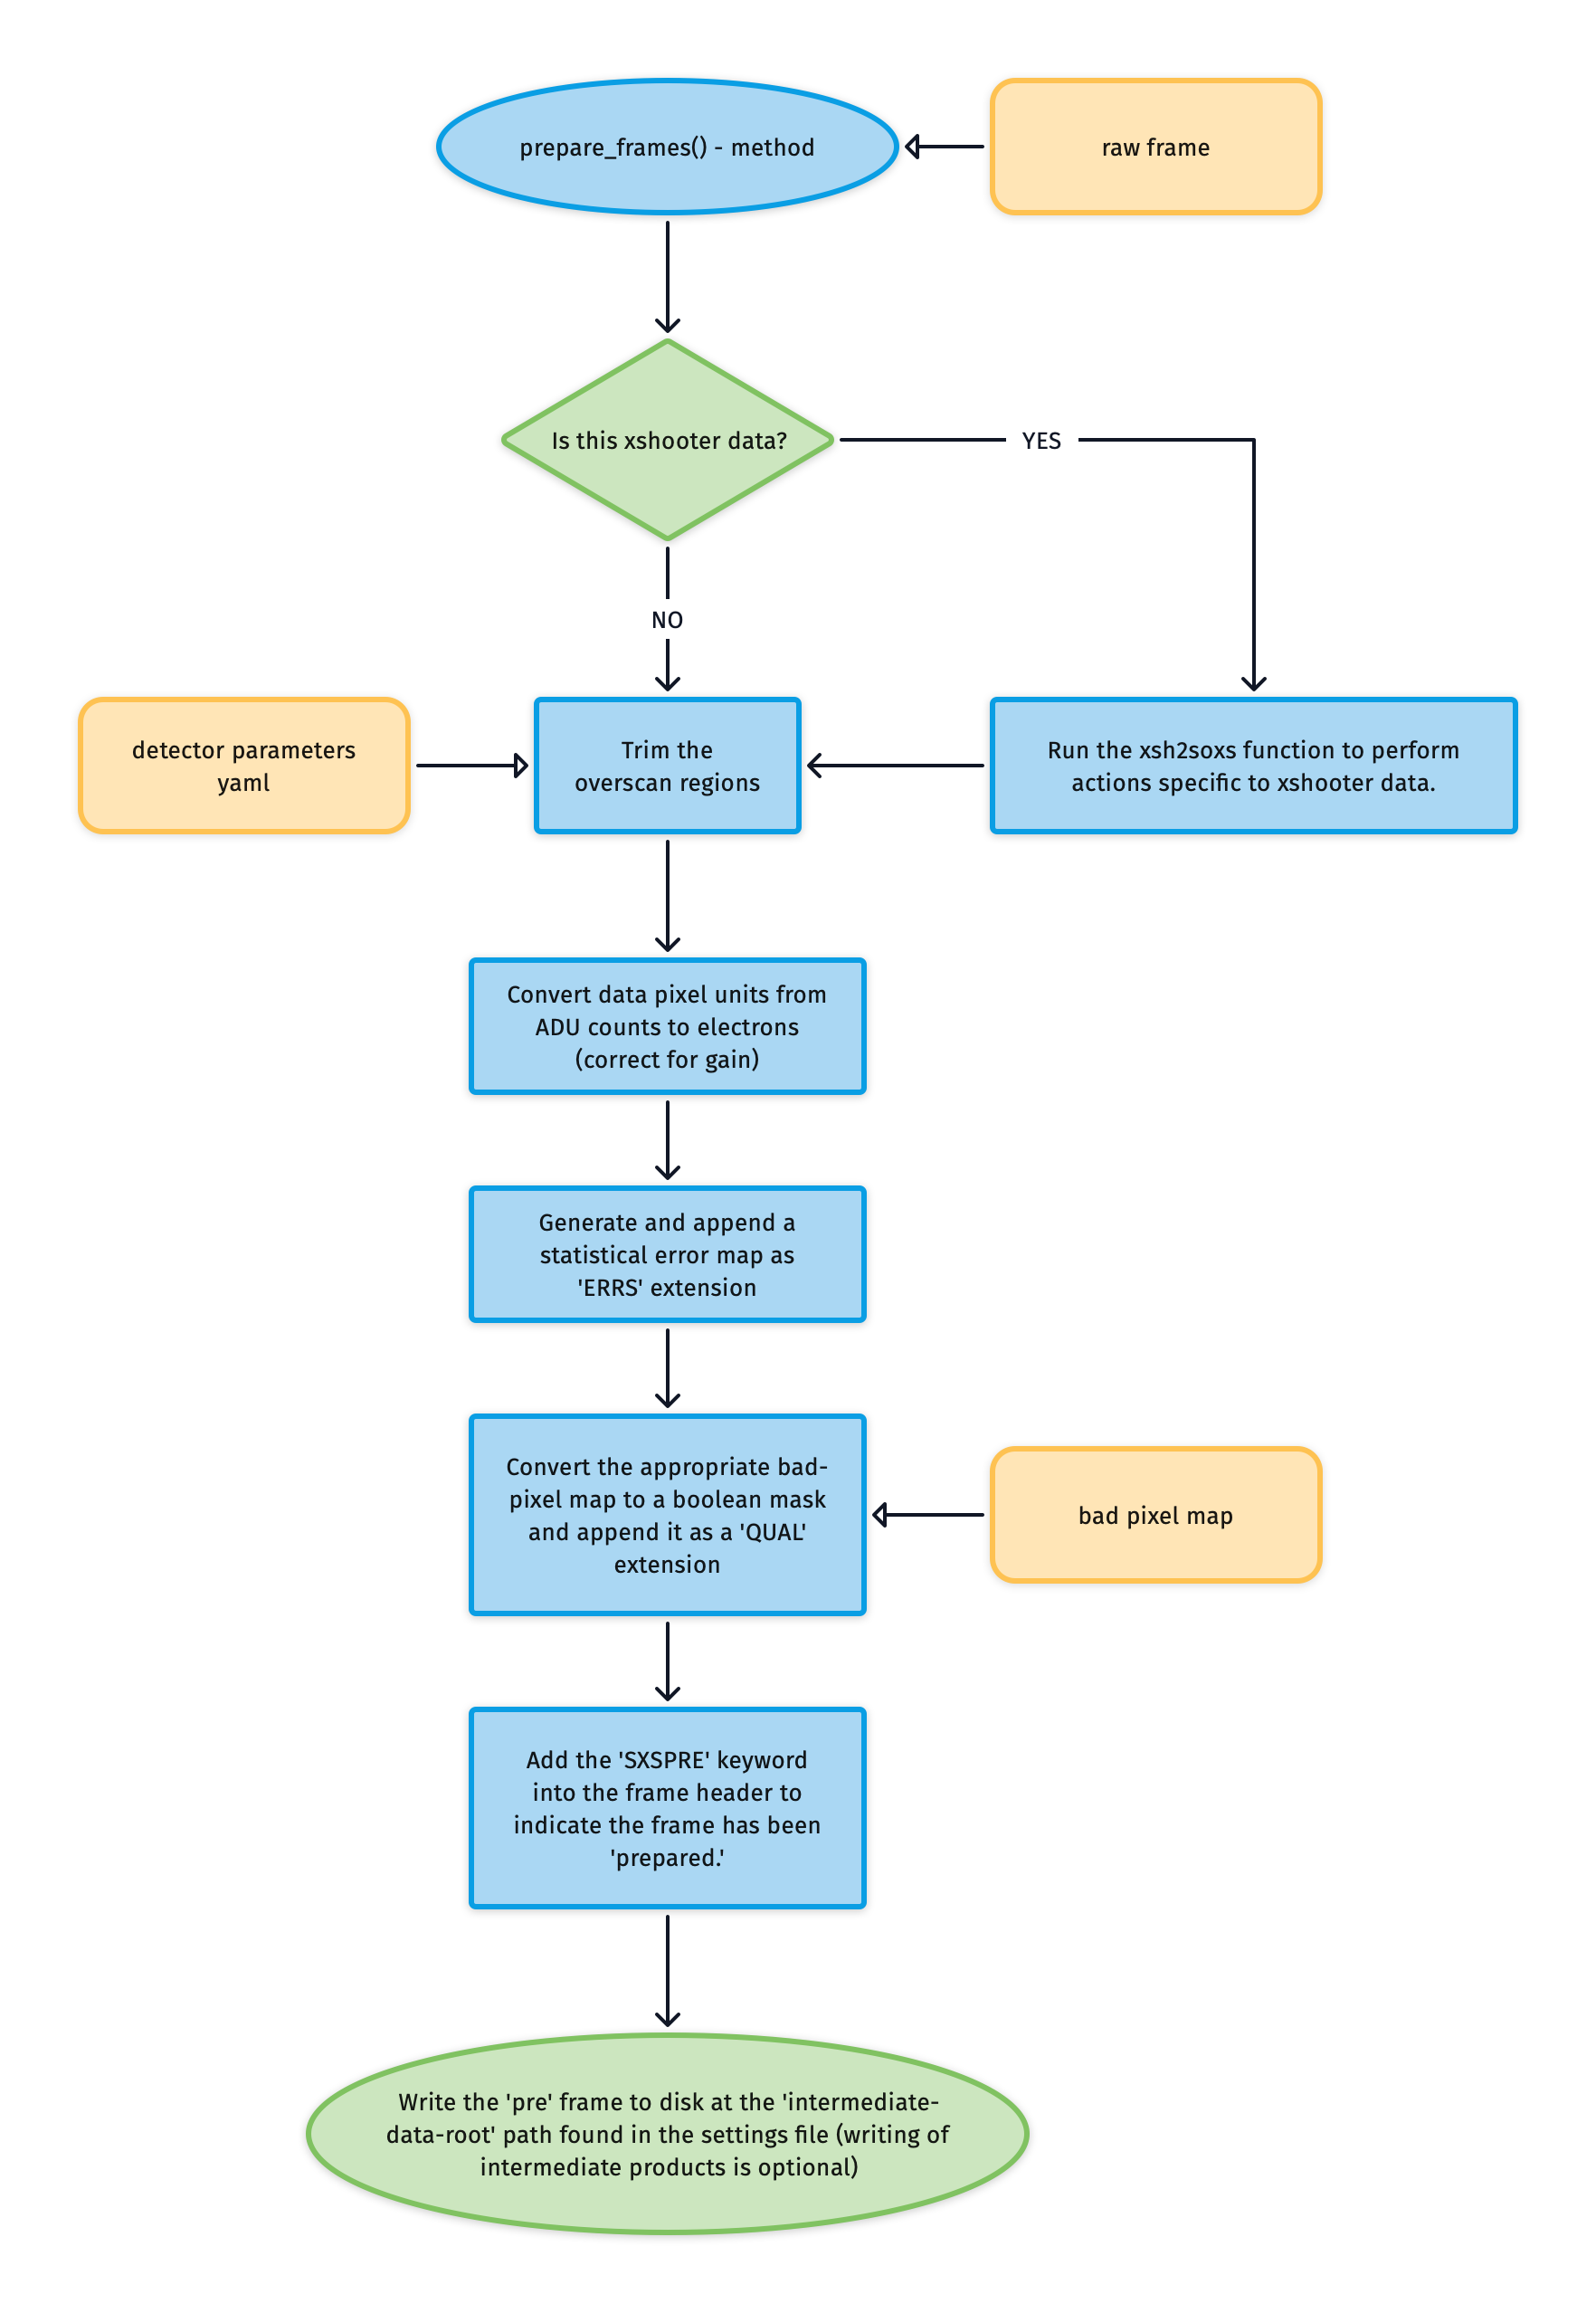 prepare_frames() - method
raw frame
Is this xshooter data?
YES
NO
detector parameters
yaml
Trim the
overscan regions
Run the xsh2soxs function to perform
actions specific to xshooter data.
Convert data pixel units from
ADU counts to electrons
(correct for gain)
Generate and append a
statistical error map as
'ERRS' extension
Convert the appropriate bad-
pixel map to a boolean mask
and append it as a 'QUAL'
extension
bad pixel map
Add the 'SXSPRE' keyword
into the frame header to
indicate the frame has been
'prepared.'
Write the 'pre' frame to disk at the 'intermediate-
data-root' path found in the settings file (writing of
intermediate products is optional)